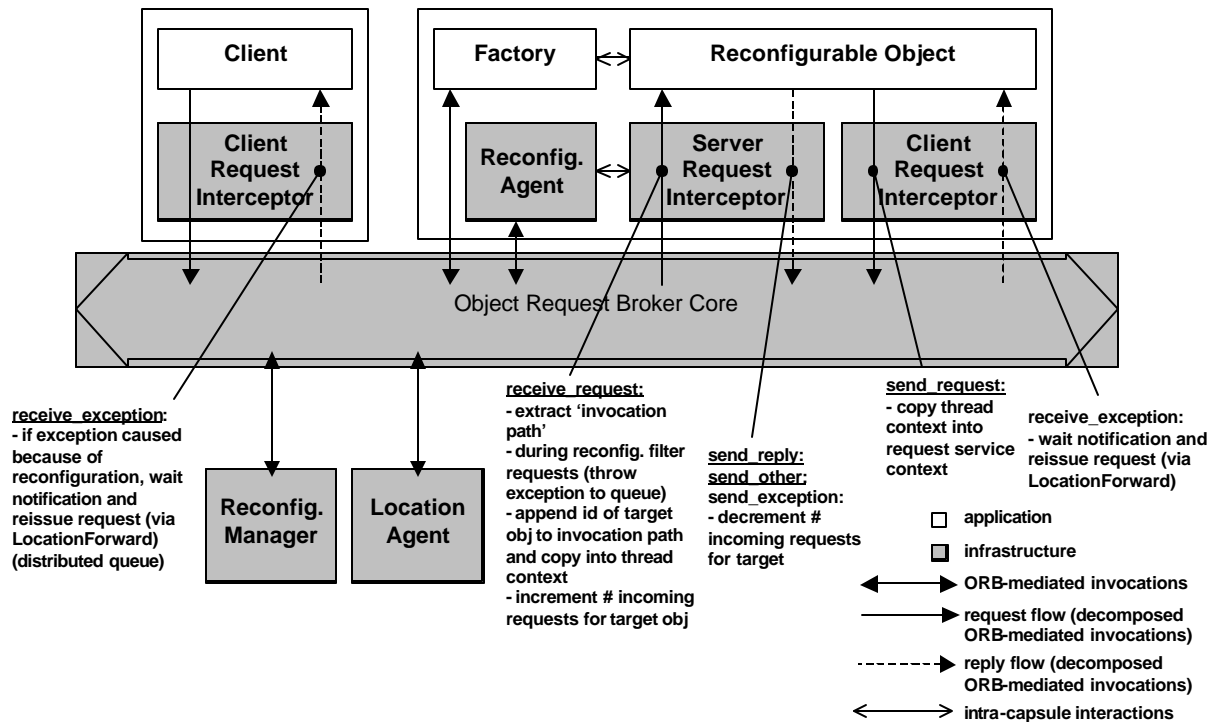 Client
Factory
Reconfigurable Object
Client
Request
Interceptor
Reconfig.
Agent
Server
Request
Interceptor
Client
Request
Interceptor
Object Request Broker Core
receive_exception:
- if exception caused
because of
reconfiguration, wait
notification and
reissue request (via
LocationForward)
(distributed queue)
Reconfig.
Manager
Location
Agent
receive_request:
- extract ‘invocation
path’
- during reconfig. filter
requests (throw
exception to queue)
- append id of target
obj to invocation path
and copy into thread
context
- increment # incoming
requests for target obj
send_reply:
send_other:
send_exception:
- decrement #
incoming requests
for target
send_request:
- copy thread
context into
request service
context
receive_exception:
- wait notification and
reissue request (via
LocationForward)
application
infrastructure
ORB-mediated invocations
request flow (decomposed
ORB-mediated invocations)
reply flow (decomposed
ORB-mediated invocations)
intra-capsule interactions